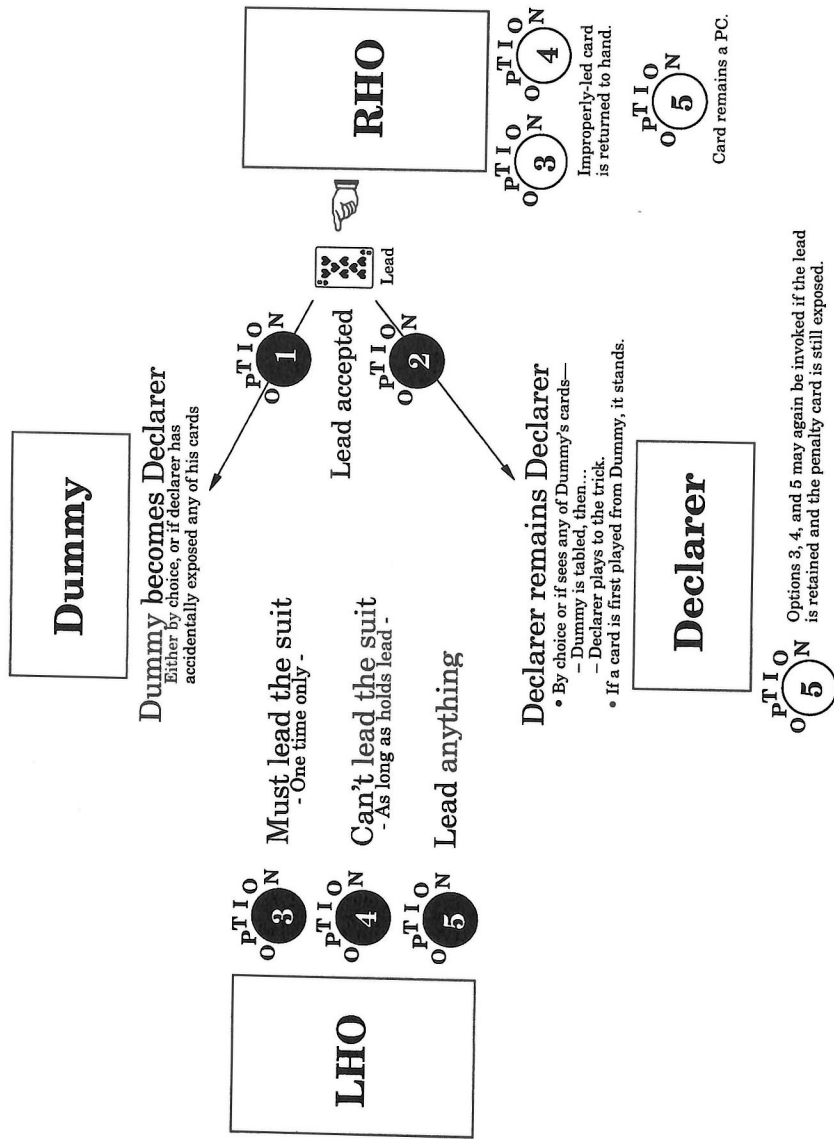 Dummy
Dummy becomes Declarer
Either by choice, or if declarer has
accidentally exposed any of his cards
LHO
OPTION
3
Must lead the suit
- One time only -
OPTION
4
Can't lead the suit
- As long as holds lead -
OPTION
5
Lead anything
OPTION
1
Lead accepted
OPTION
2
Lead
RHO
OPTION
3
OPTION
4
Improperly-led card
is returned to hand.
OPTION
5
Card remains a PC.
Declarer remains Declarer
• By choice or if sees any of Dummy's cards—
– Dummy is tabled, then…
– Declarer plays to the trick.
• If a card is first played from Dummy, it stands.
Declarer
OPTION
5
Options 3, 4, and 5 may again be invoked if the lead
is retained and the penalty card is still exposed.